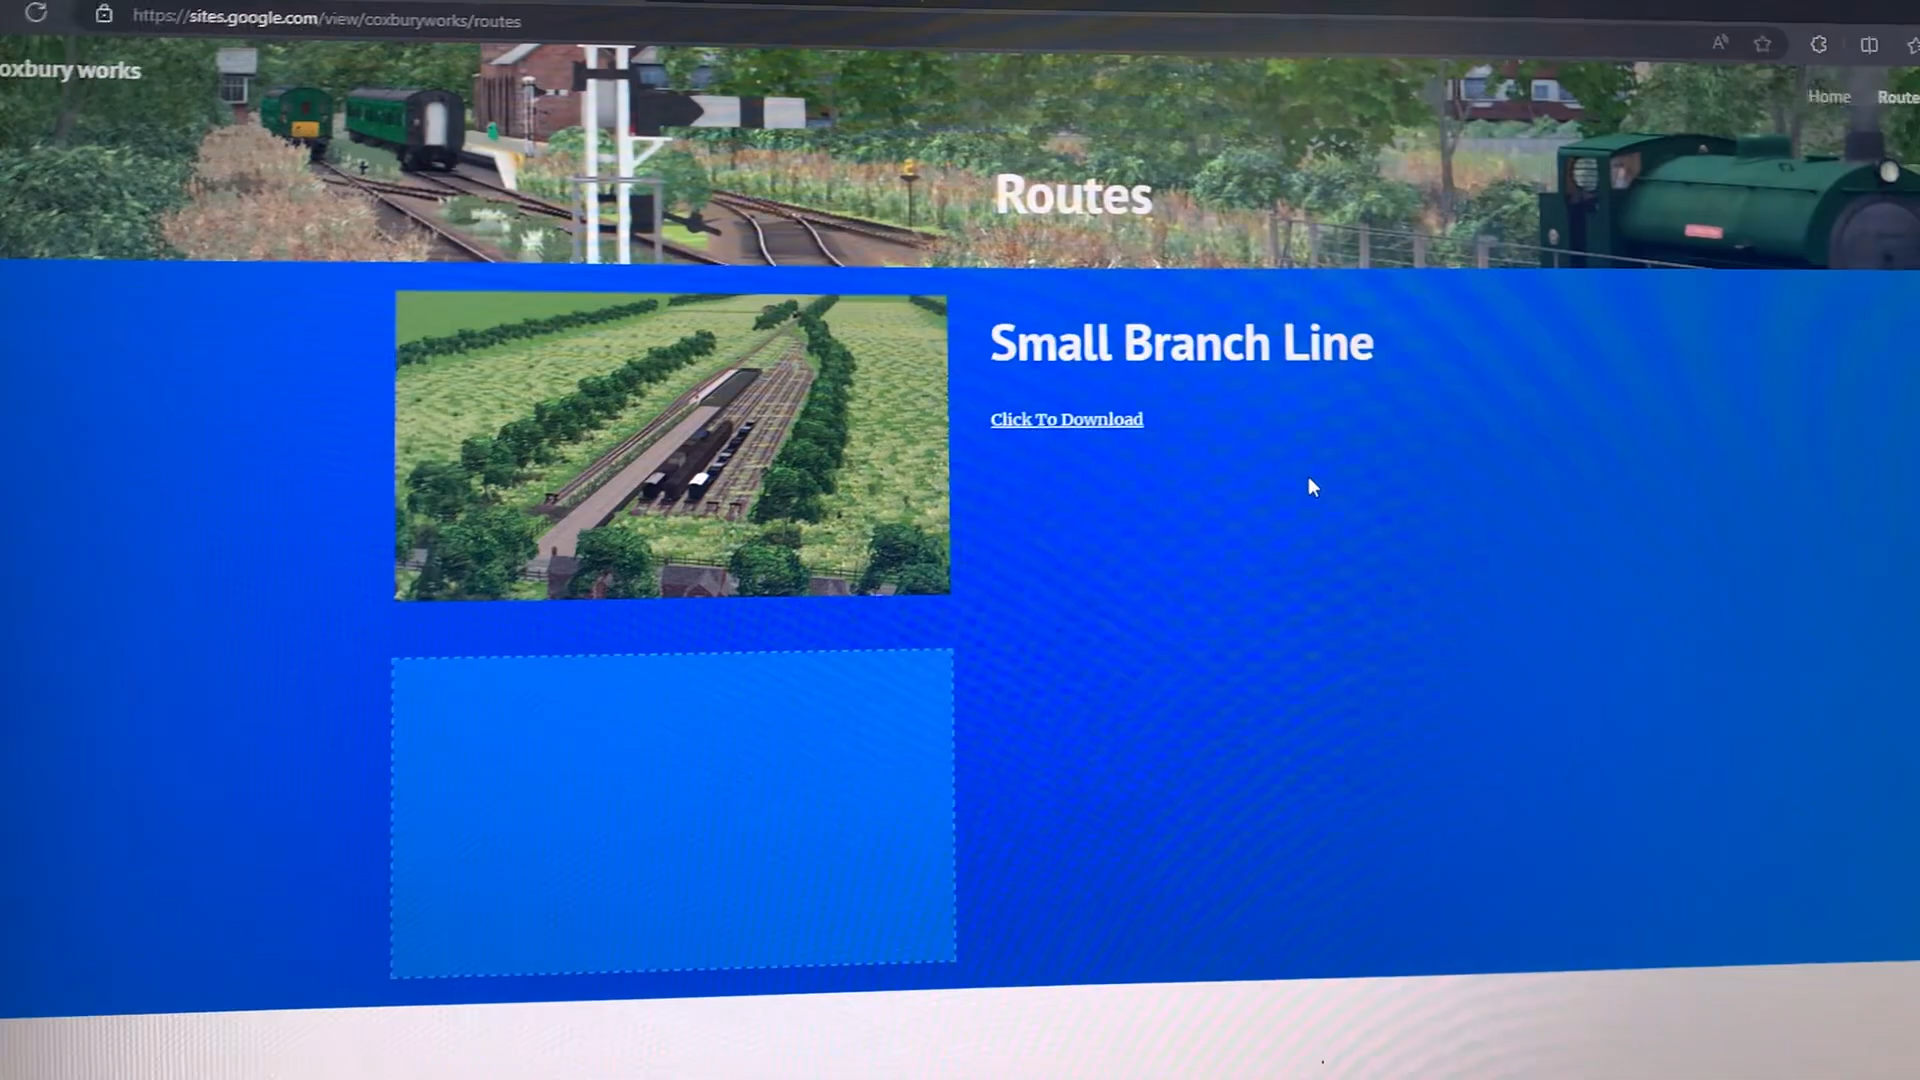 https://sites.google.com/view/coxburyworks/routes
oxbury works
Home
Route
Routes
Small Branch Line
Click To Download